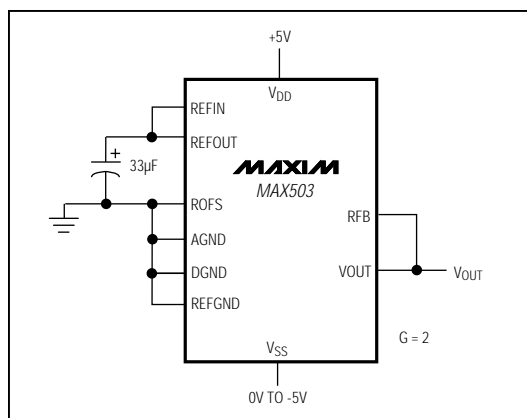 +5V
VDD
REFIN
REFOUT
+
33µF
MAXIM
MAX503
ROFS
RFB
AGND
DGND
VOUT
VOUT
REFGND
VSS
G = 2
0V TO -5V